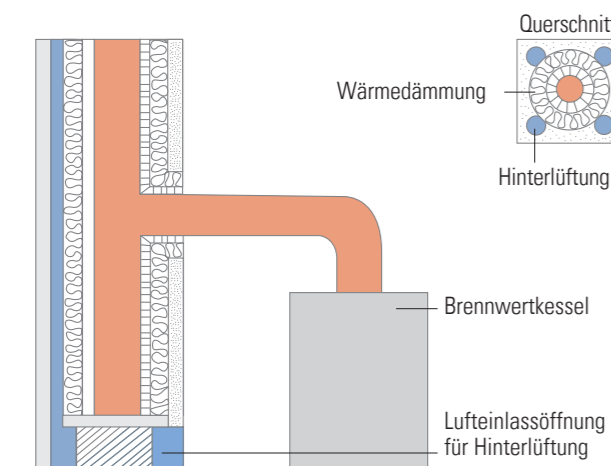 Querschnitt
Wärmedämmung
Hinterlüftung
Brennwertkessel
Lufteinlassöffnung
für Hinterlüftung